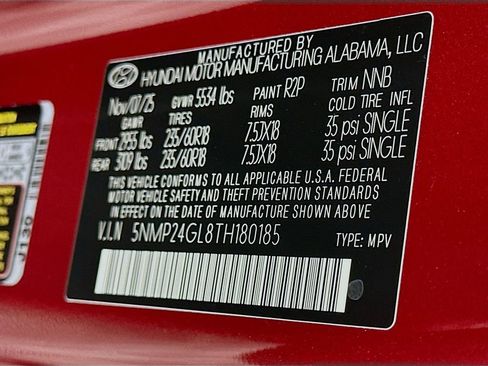 MANUFACTURED BY
HYUNDAI MOTOR MANUFACTURING ALABAMA, LLC
Nov/07/25 GVWR 5534 lbs PAINT R2P TRIM NNB
GAWR TIRES RIMS COLD TIRE INFL
FRONT 2955 lbs 235/60R18 7.5JX18 35 psi SINGLE
REAR 3109 lbs 235/60R18 7.5JX18 35 psi SINGLE
THIS VEHICLE CONFORMS TO ALL APPLICABLE U.S.A. FEDERAL
MOTOR VEHICLE SAFETY AND THEFT PREVENTION STANDARDS
IN EFFECT ON THE DATE OF MANUFACTURE SHOWN ABOVE
V.I.N 5NMP24GL8TH180185 TYPE: MPV
J130